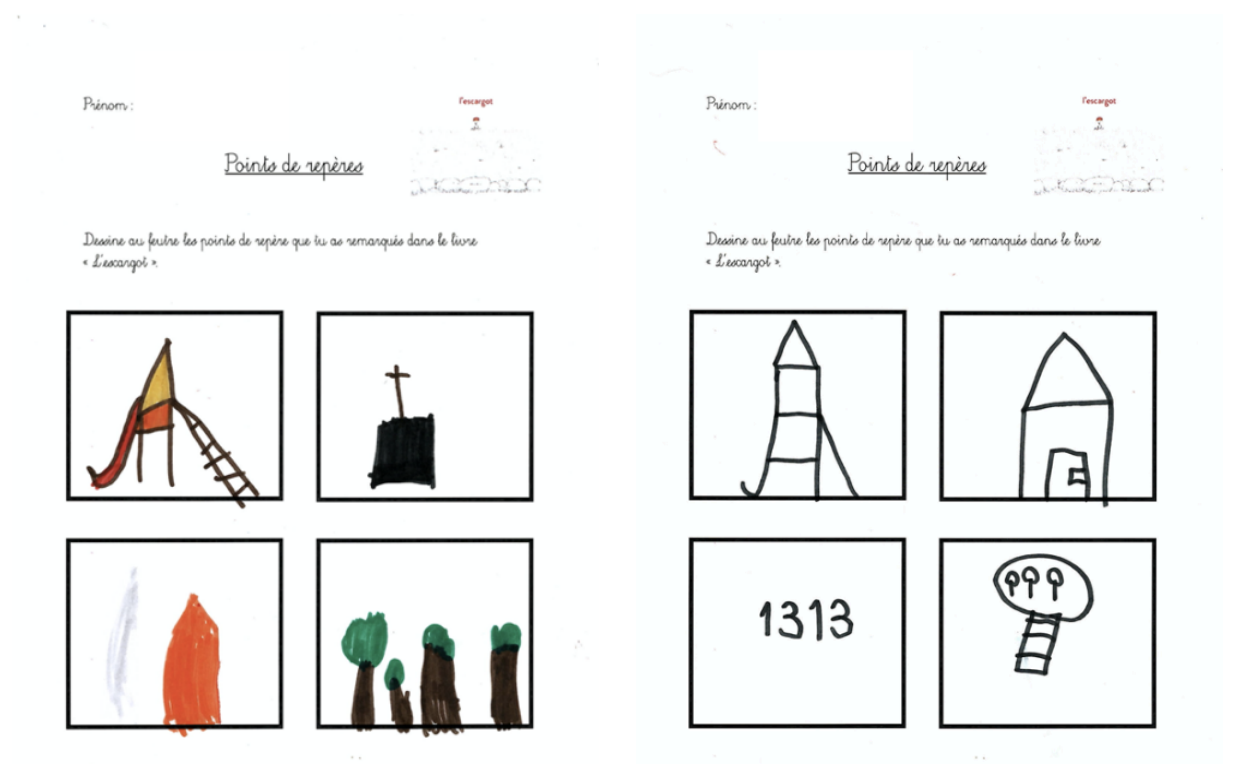 Prénom :
l'escargot
Points de repères
Dessine au feutre les points de repère que tu as remarqués dans le livre
« L'escargot ».
Prénom :
l'escargot
Points de repères
Dessine au feutre les points de repère que tu as remarqués dans le livre
« L'escargot ».
1313